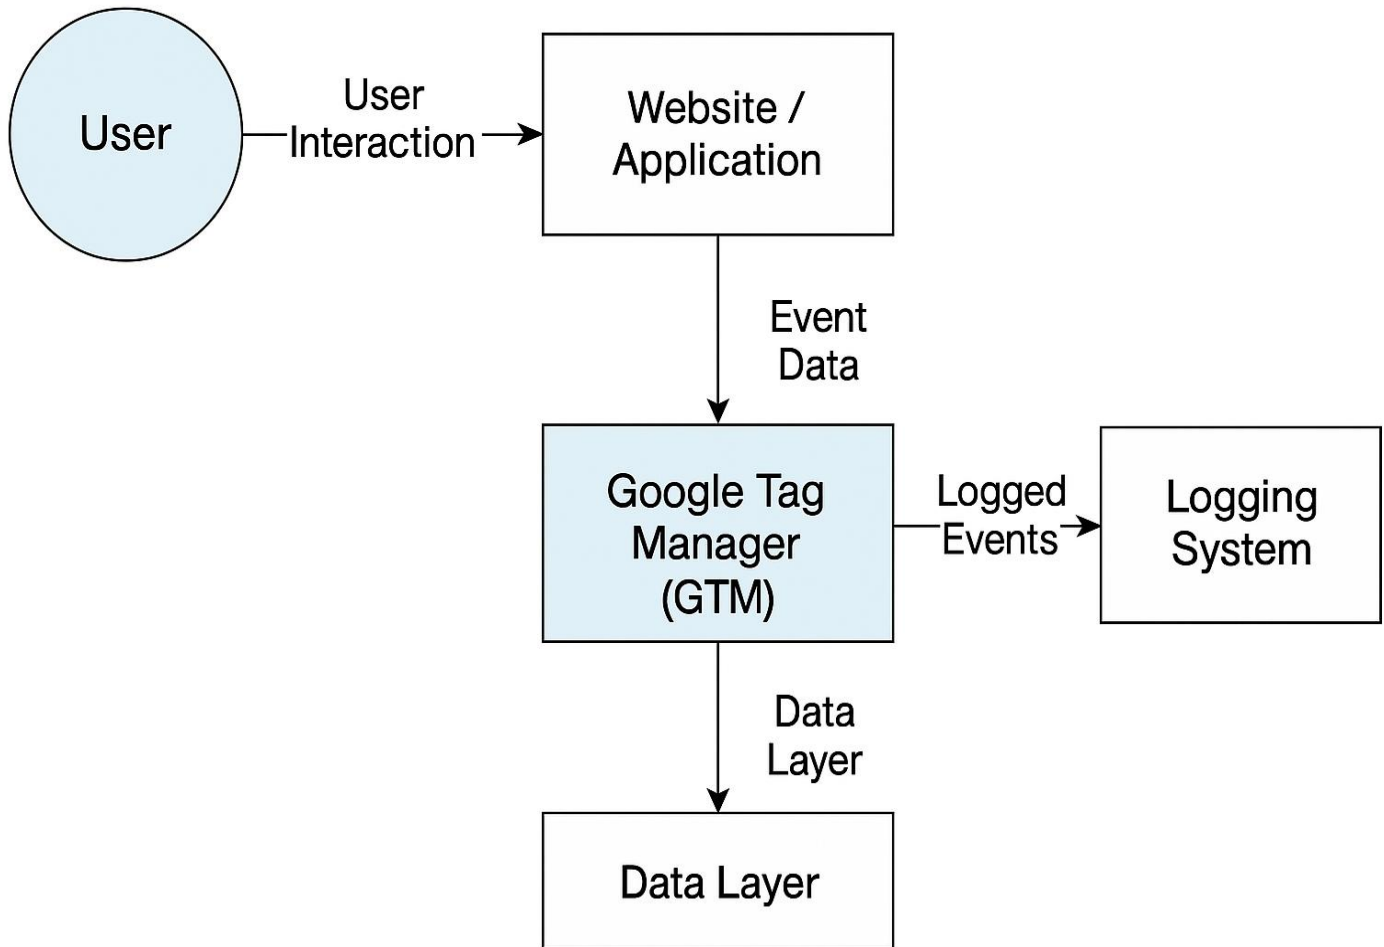 User
User
Interaction
Website /
Application
Event
Data
Google Tag
Manager
(GTM)
Logged
Events
Logging
System
Data
Layer
Data Layer